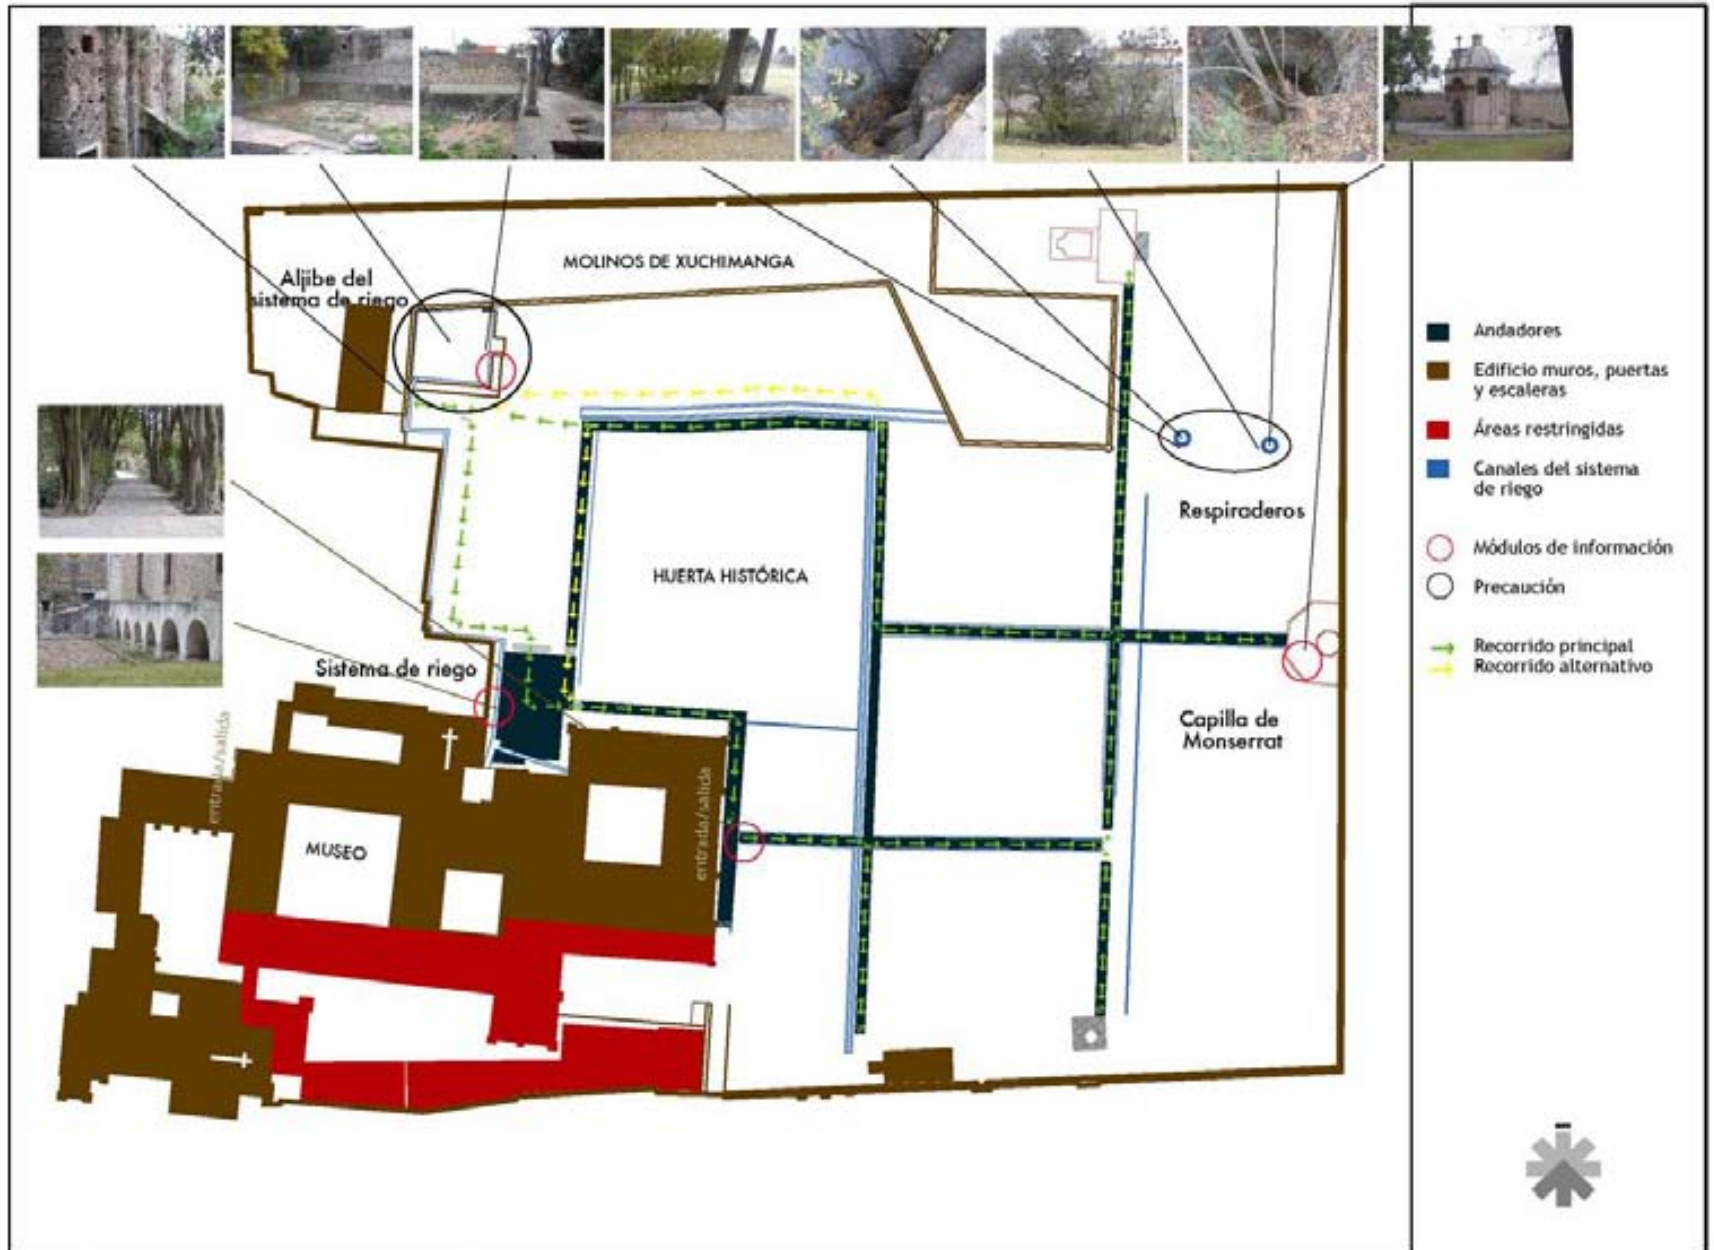 MOLINOS DE XUCHIMANGA
Aljibe del
sistema de riego
Respiraderos
HUERTA HISTÓRICA
Sistema de riego
entrada/salida
entrada/salida
Capilla de
Monserrat
MUSEO
Andadores
Edificio muros, puertas
y escaleras
Áreas restringidas
Canales del sistema
de riego
Módulos de información
Precaución
Recorrido principal
Recorrido alternativo